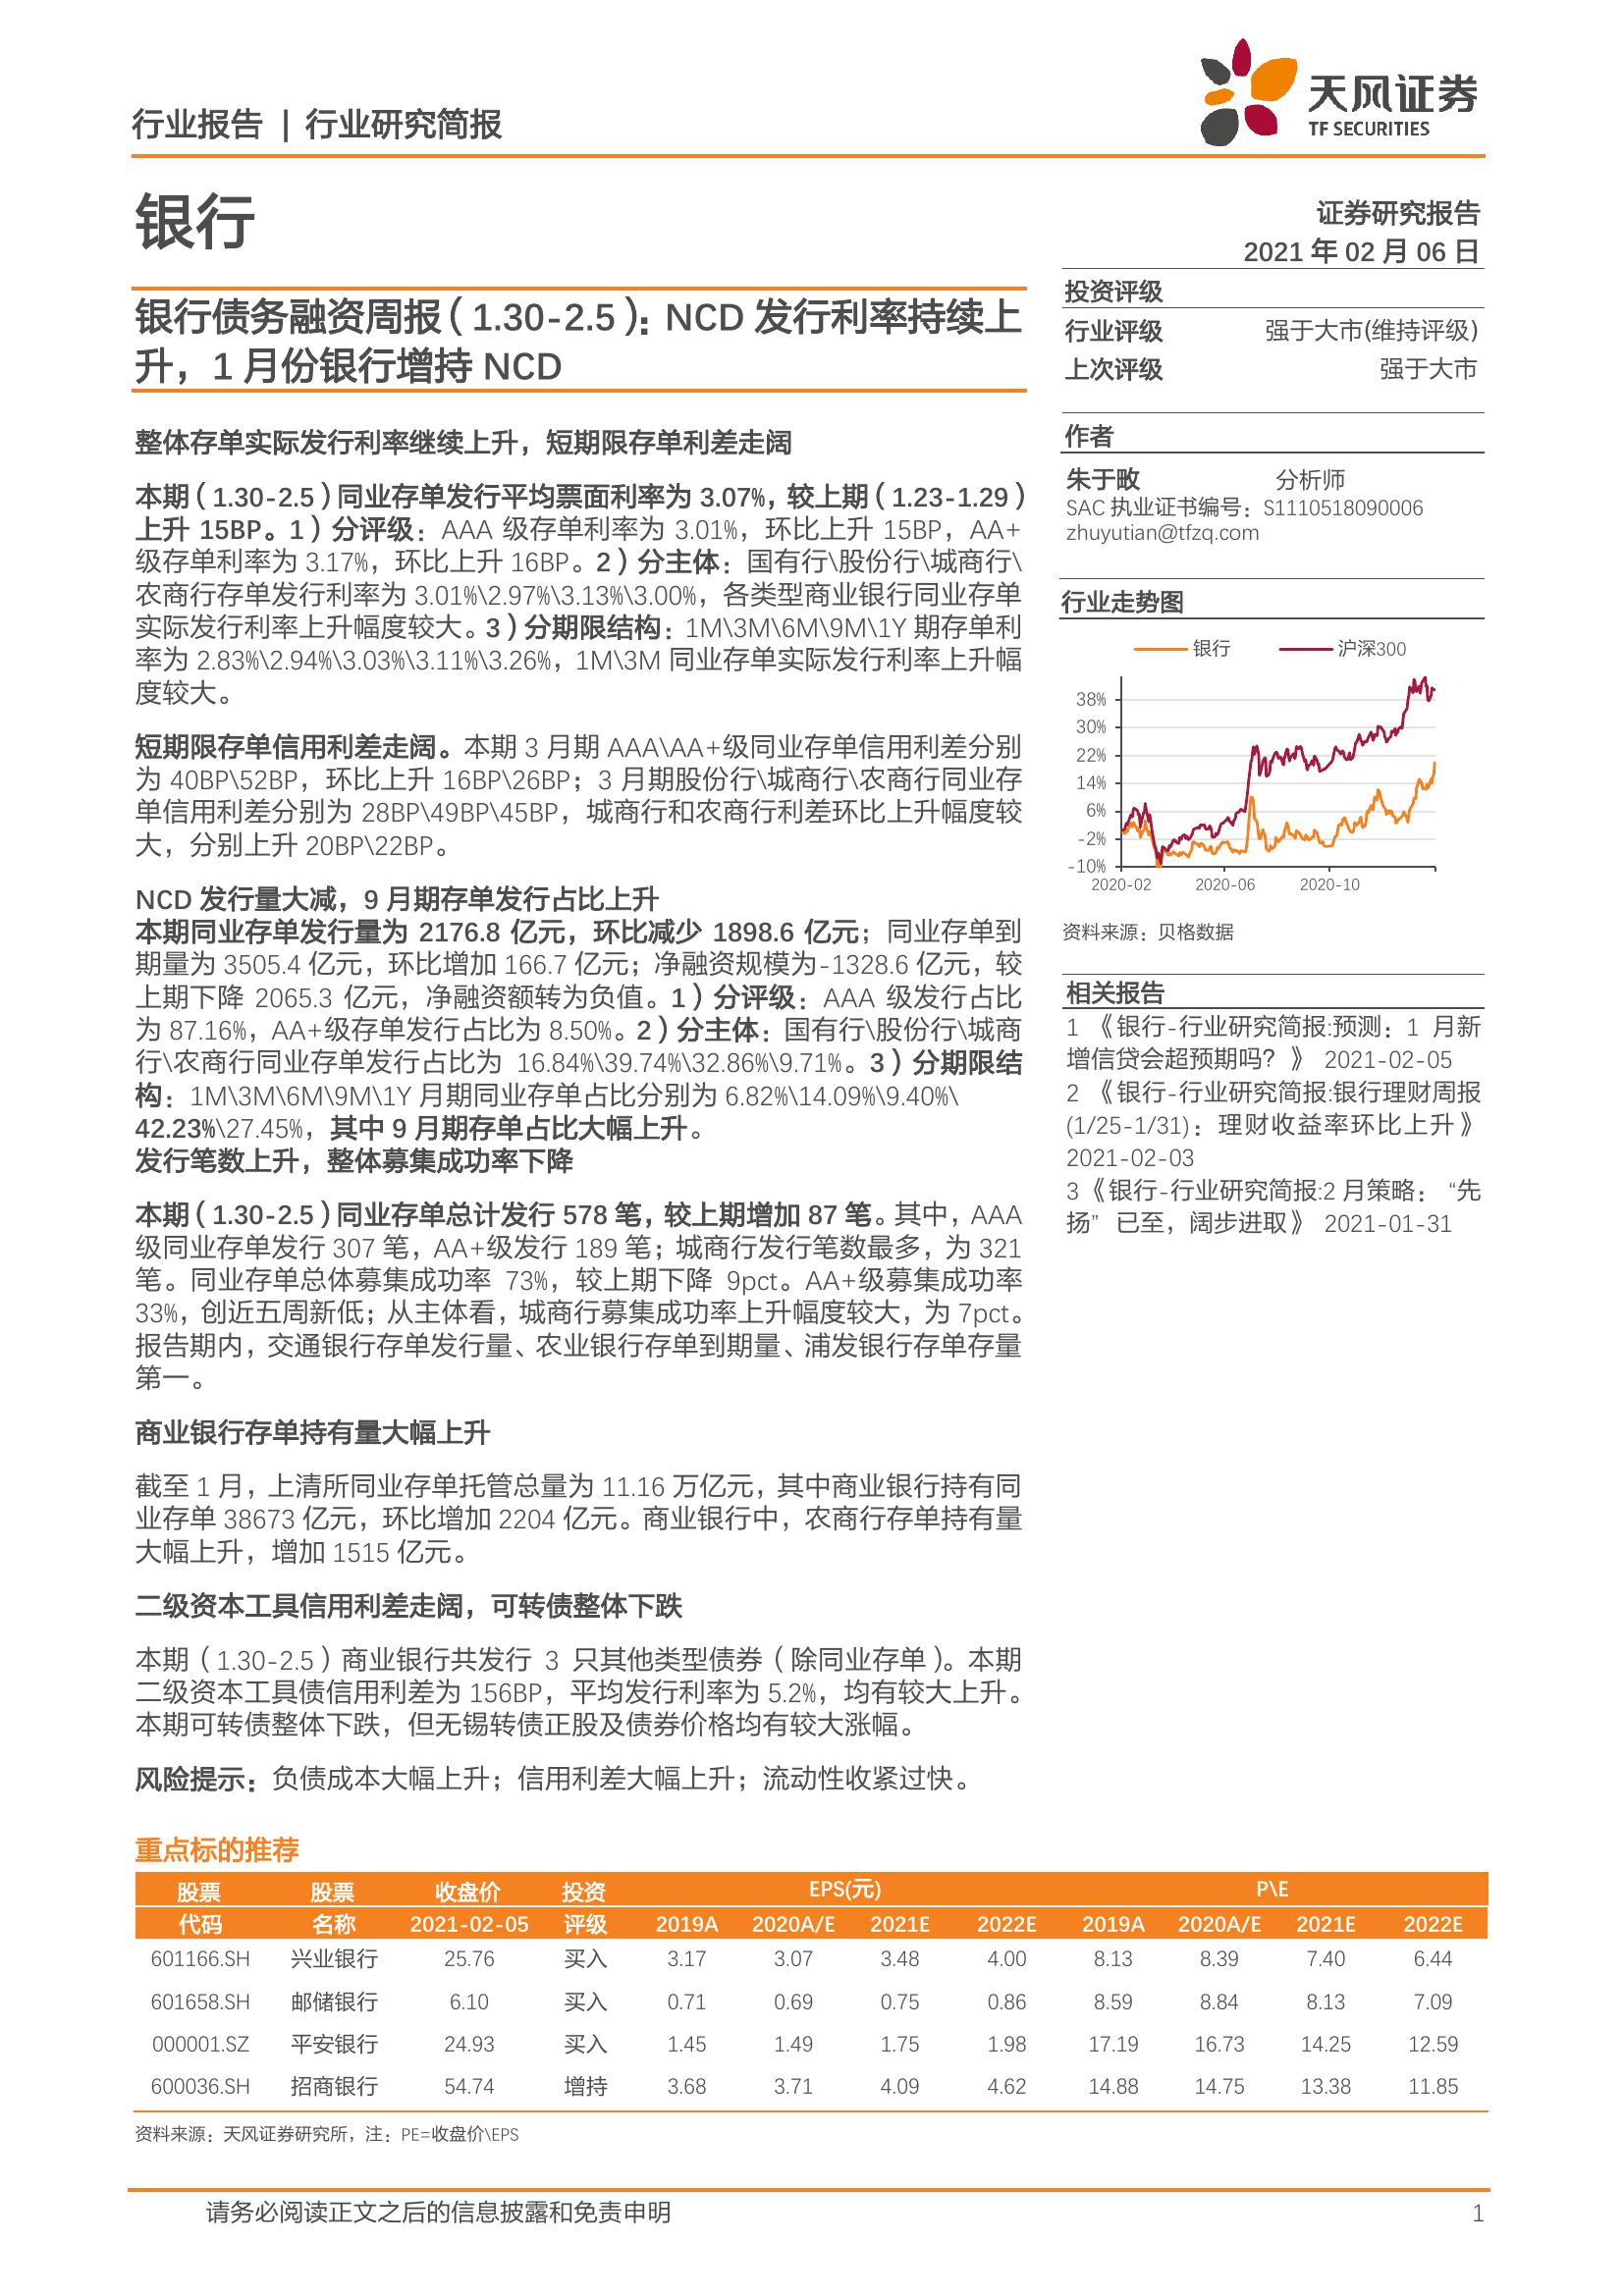 行业报告 | 行业研究简报
天风证券
TF SECURITIES
银行
证券研究报告
2021 年 02 月 06 日
银行债务融资周报（1.30-2.5）：NCD 发行利率持续上
升，1 月份银行增持 NCD
整体存单实际发行利率继续上升，短期限存单利差走阔
本期（1.30-2.5）同业存单发行平均票面利率为 3.07%，较上期（1.23-1.29）
上升 15BP。1）分评级：AAA 级存单利率为 3.01%，环比上升 15BP，AA+
级存单利率为 3.17%，环比上升 16BP。2）分主体：国有行\股份行\城商行\
农商行存单发行利率为 3.01%\2.97%\3.13%\3.00%，各类型商业银行同业存单
实际发行利率上升幅度较大。3）分期限结构：1M\3M\6M\9M\1Y 期存单利
率为 2.83%\2.94%\3.03%\3.11%\3.26%，1M\3M 同业存单实际发行利率上升幅
度较大。
短期限存单信用利差走阔。本期 3 月期 AAA\AA+级同业存单信用利差分别
为 40BP\52BP，环比上升 16BP\26BP；3 月期股份行\城商行\农商行同业存
单信用利差分别为 28BP\49BP\45BP，城商行和农商行利差环比上升幅度较
大，分别上升 20BP\22BP。
NCD 发行量大减，9 月期存单发行占比上升
本期同业存单发行量为 2176.8 亿元，环比减少 1898.6 亿元；同业存单到
期量为 3505.4 亿元，环比增加 166.7 亿元；净融资规模为-1328.6 亿元，较
上期下降 2065.3 亿元，净融资额转为负值。1）分评级：AAA 级发行占比
为 87.16%，AA+级存单发行占比为 8.50%。2）分主体：国有行\股份行\城商
行\农商行同业存单发行占比为 16.84%\39.74%\32.86%\9.71%。3）分期限结
构：1M\3M\6M\9M\1Y 月期同业存单占比分别为 6.82%\14.09%\9.40%\
42.23%\27.45%，其中 9 月期存单占比大幅上升。
发行笔数上升，整体募集成功率下降
本期（1.30-2.5）同业存单总计发行 578 笔，较上期增加 87 笔。其中，AAA
级同业存单发行 307 笔，AA+级发行 189 笔；城商行发行笔数最多，为 321
笔。同业存单总体募集成功率 73%，较上期下降 9pct。AA+级募集成功率
33%，创近五周新低；从主体看，城商行募集成功率上升幅度较大，为 7pct。
报告期内，交通银行存单发行量、农业银行存单到期量、浦发银行存单存量
第一。
商业银行存单持有量大幅上升
截至 1 月，上清所同业存单托管总量为 11.16 万亿元，其中商业银行持有同
业存单 38673 亿元，环比增加 2204 亿元。商业银行中，农商行存单持有量
大幅上升，增加 1515 亿元。
二级资本工具信用利差走阔，可转债整体下跌
本期（1.30-2.5）商业银行共发行 3 只其他类型债券（除同业存单）。本期
二级资本工具债信用利差为 156BP，平均发行利率为 5.2%，均有较大上升。
本期可转债整体下跌，但无锡转债正股及债券价格均有较大涨幅。
风险提示：负债成本大幅上升；信用利差大幅上升；流动性收紧过快。
投资评级
行业评级 强于大市(维持评级)
上次评级 强于大市
作者
朱于畋 分析师
SAC 执业证书编号：S1110518090006
zhuyutian@tfzq.com
行业走势图
银行 沪深300
38%
30%
22%
14%
6%
-2%
-10%
2020-02 2020-06 2020-10
资料来源：贝格数据
相关报告
1 《银行-行业研究简报:预测：1 月新
增信贷会超预期吗？》 2021-02-05
2 《银行-行业研究简报:银行理财周报
(1/25-1/31)：理财收益率环比上升》
2021-02-03
3 《银行-行业研究简报:2 月策略：“先
扬”已至，阔步进取》 2021-01-31
重点标的推荐
股票 股票 收盘价 投资 EPS(元) P\E
代码 名称 2021-02-05 评级 2019A 2020A/E 2021E 2022E 2019A 2020A/E 2021E 2022E
601166.SH 兴业银行 25.76 买入 3.17 3.07 3.48 4.00 8.13 8.39 7.40 6.44
601658.SH 邮储银行 6.10 买入 0.71 0.69 0.75 0.86 8.59 8.84 8.13 7.09
000001.SZ 平安银行 24.93 买入 1.45 1.49 1.75 1.98 17.19 16.73 14.25 12.59
600036.SH 招商银行 54.74 增持 3.68 3.71 4.09 4.62 14.88 14.75 13.38 11.85
资料来源：天风证券研究所，注：PE=收盘价\EPS
请务必阅读正文之后的信息披露和免责申明 1